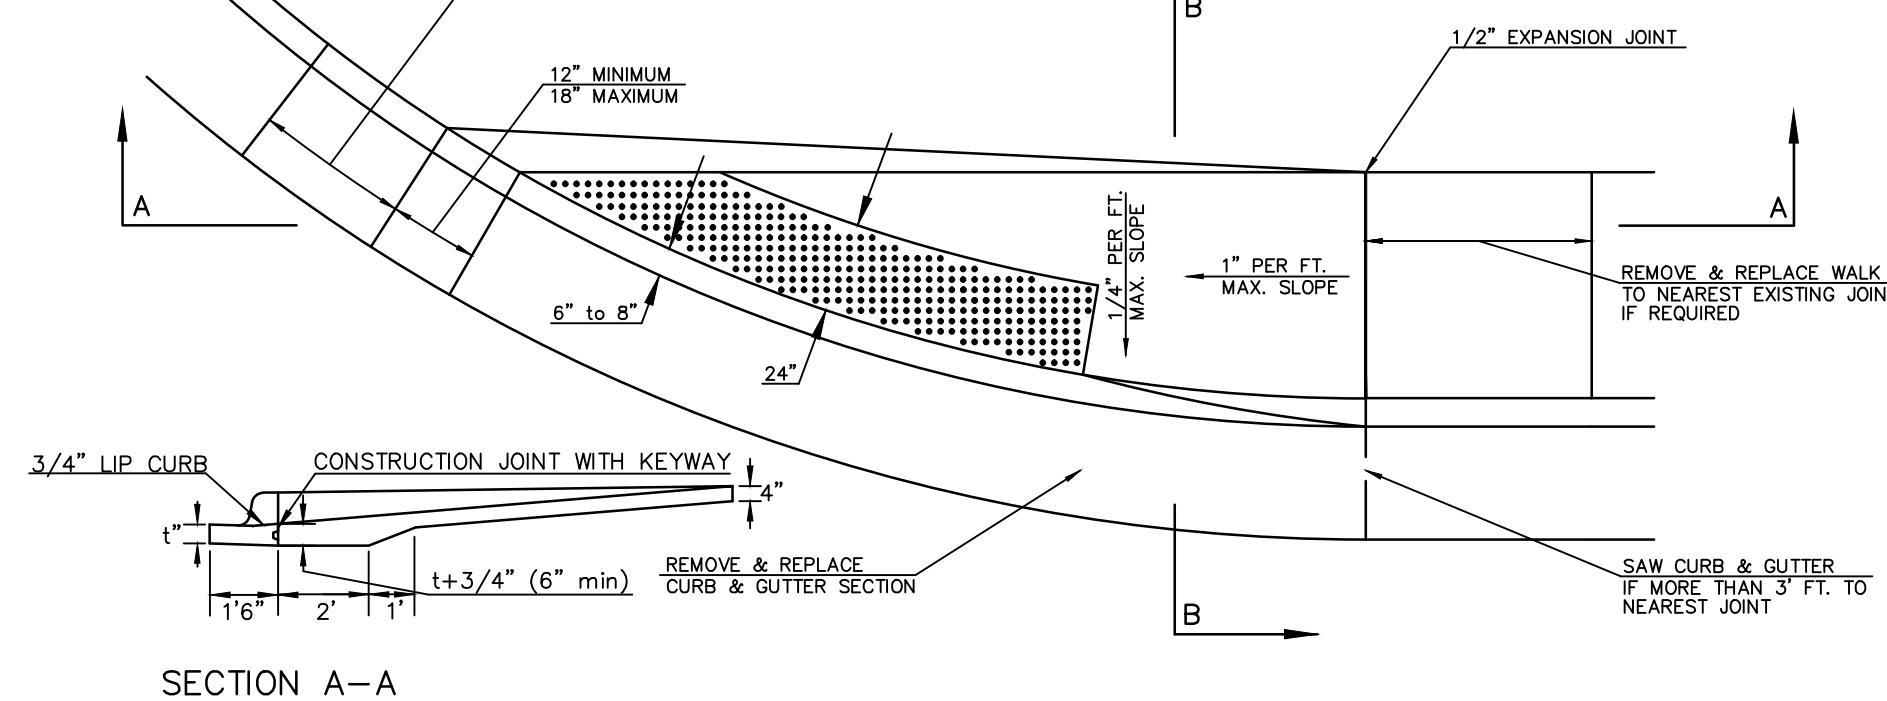 B
1/2" EXPANSION JOINT
12" MINIMUM
18" MAXIMUM
A
A
1/4" PER FT.
MAX. SLOPE
1" PER FT.
MAX. SLOPE
REMOVE & REPLACE WALK
TO NEAREST EXISTING JOIN
IF REQUIRED
6" to 8"
24"
3/4" LIP CURB
CONSTRUCTION JOINT WITH KEYWAY
4"
t"
t+3/4" (6" min)
1'6"
2'
1'
REMOVE & REPLACE
CURB & GUTTER SECTION
SAW CURB & GUTTER
IF MORE THAN 3' FT. TO
NEAREST JOINT
B
SECTION A-A